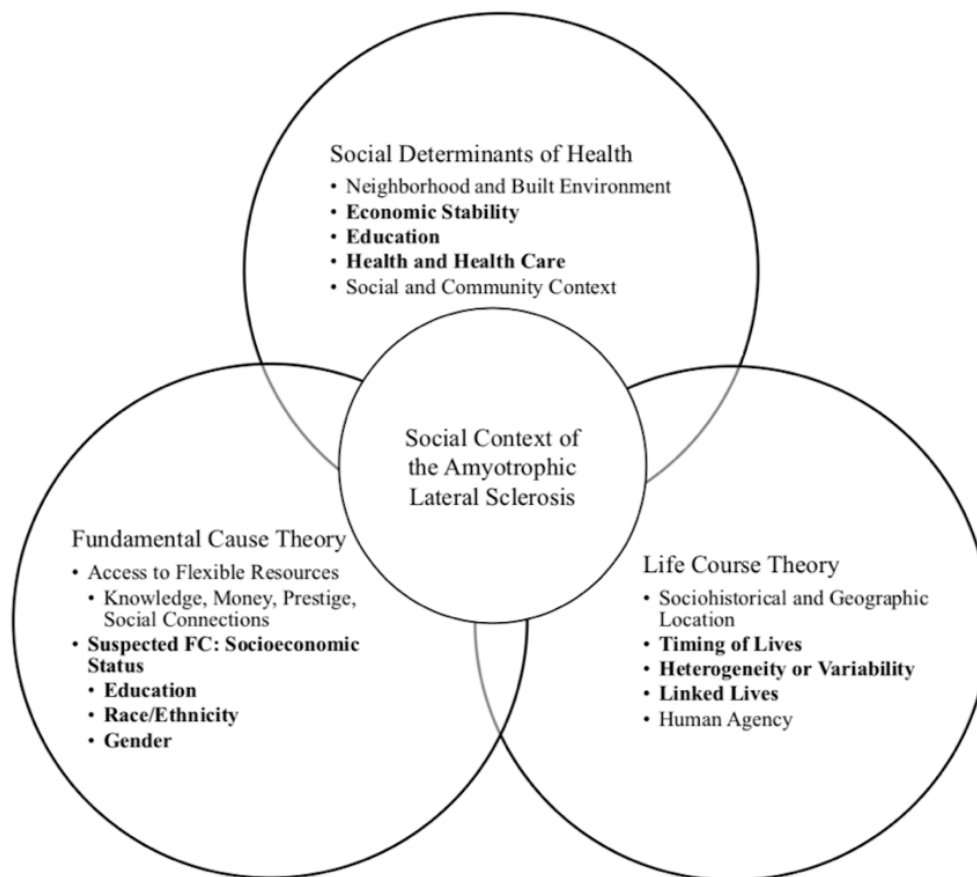 Social Determinants of Health
• Neighborhood and Built Environment
• Economic Stability
• Education
• Health and Health Care
• Social and Community Context
Social Context of
the Amyotrophic
Lateral Sclerosis
Fundamental Cause Theory
• Access to Flexible Resources
• Knowledge, Money, Prestige,
Social Connections
• Suspected FC: Socioeconomic
Status
• Education
• Race/Ethnicity
• Gender
Life Course Theory
• Sociohistorical and Geographic
Location
• Timing of Lives
• Heterogeneity or Variability
• Linked Lives
• Human Agency